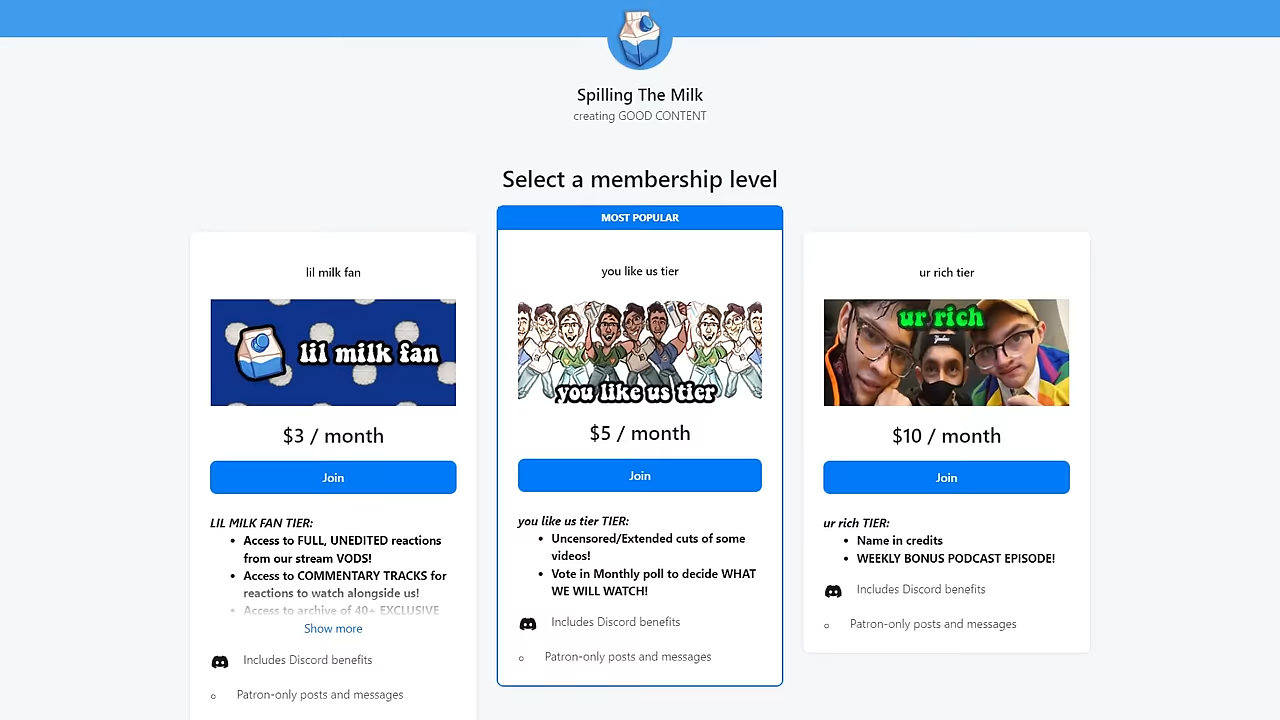 Spilling The Milk
creating GOOD CONTENT
Select a membership level
lil milk fan
lil milk fan
$3 / month
Join
LIL MILK FAN TIER:
• Access to FULL, UNEDITED reactions
from our stream VODS!
• Access to COMMENTARY TRACKS for
reactions to watch alongside us!
• Access to archive of 40+ EXCLUSIVE
Show more
Includes Discord benefits
Patron-only posts and messages
MOST POPULAR
you like us tier
you like us tier
$5 / month
Join
you like us tier TIER:
• Uncensored/Extended cuts of some
videos!
• Vote in Monthly poll to decide WHAT
WE WILL WATCH!
Includes Discord benefits
Patron-only posts and messages
ur rich tier
ur rich
$10 / month
Join
ur rich TIER:
• Name in credits
• WEEKLY BONUS PODCAST EPISODE!
Includes Discord benefits
Patron-only posts and messages